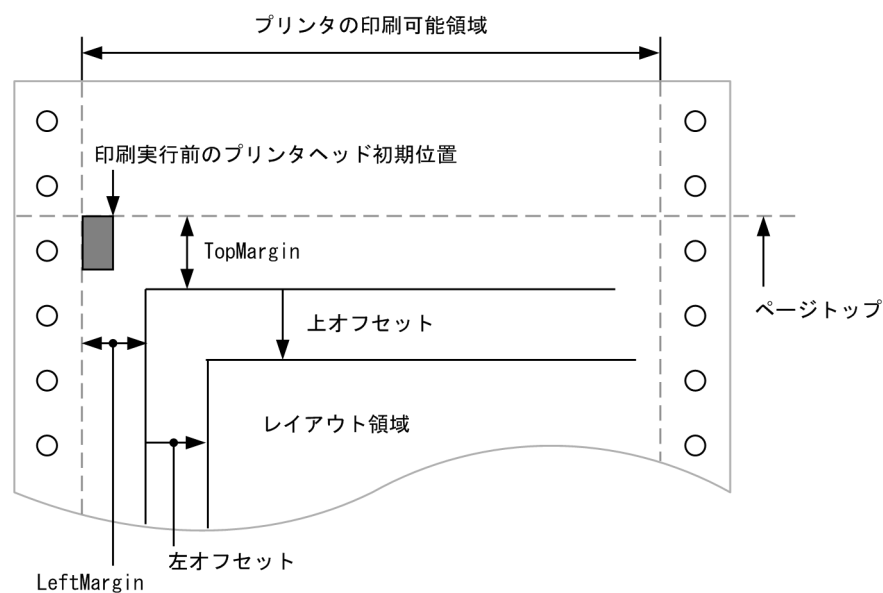 プリンタの印刷可能領域
印刷実行前のプリンタヘッド初期位置
TopMargin
ページトップ
上オフセット
レイアウト領域
左オフセット
LeftMargin